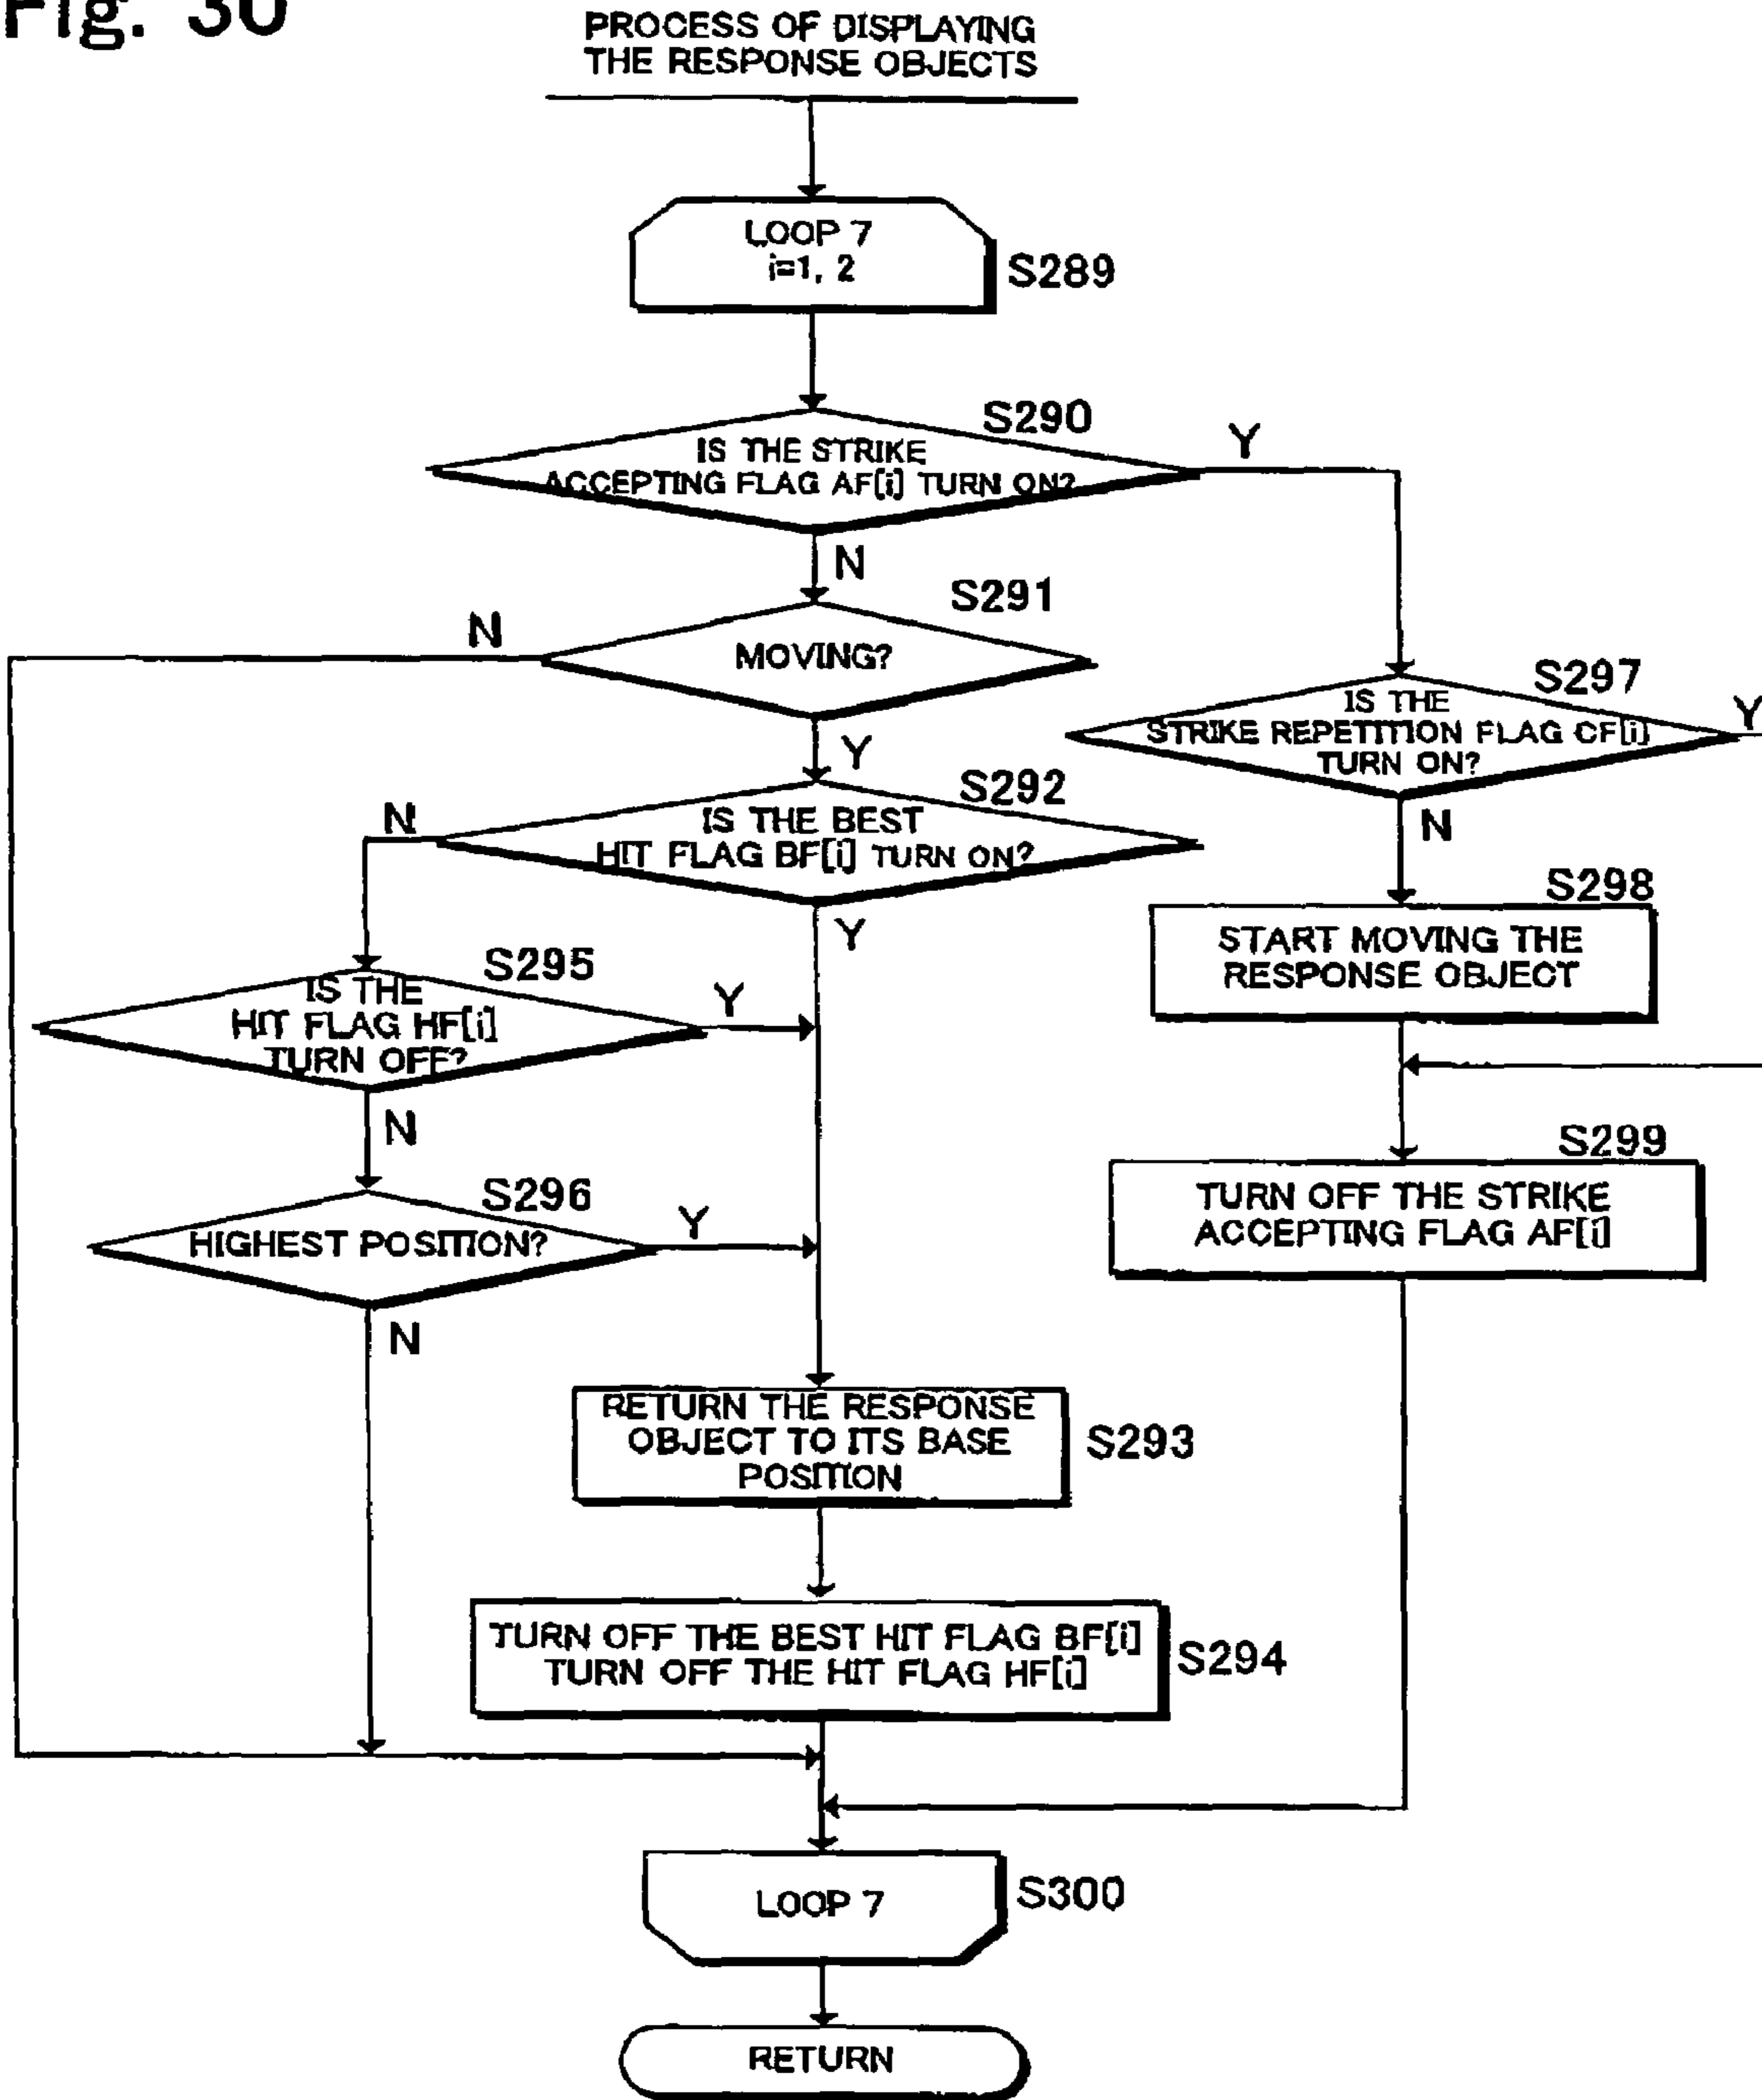 Fig. 30
PROCESS OF DISPLAYING
THE RESPONSE OBJECTS
LOOP 7
i=1, 2
S289
S290
IS THE STRIKE
ACCEPTING FLAG AF[i] TURN ON?
Y
N
S291
MOVING?
N
Y
S297
IS THE
STRIKE REPETITION FLAG CF[i]
TURN ON?
Y
N
S292
IS THE BEST
HIT FLAG BF[i] TURN ON?
N
Y
S298
START MOVING THE
RESPONSE OBJECT
S295
IS THE
HIT FLAG HF[i]
TURN OFF?
Y
N
S299
TURN OFF THE STRIKE
ACCEPTING FLAG AF[i]
S296
HIGHEST POSITION?
Y
N
RETURN THE RESPONSE
OBJECT TO ITS BASE
POSITION
S293
TURN OFF THE BEST HIT FLAG BF[i]
TURN OFF THE HIT FLAG HF[i]
S294
LOOP 7
S300
RETURN